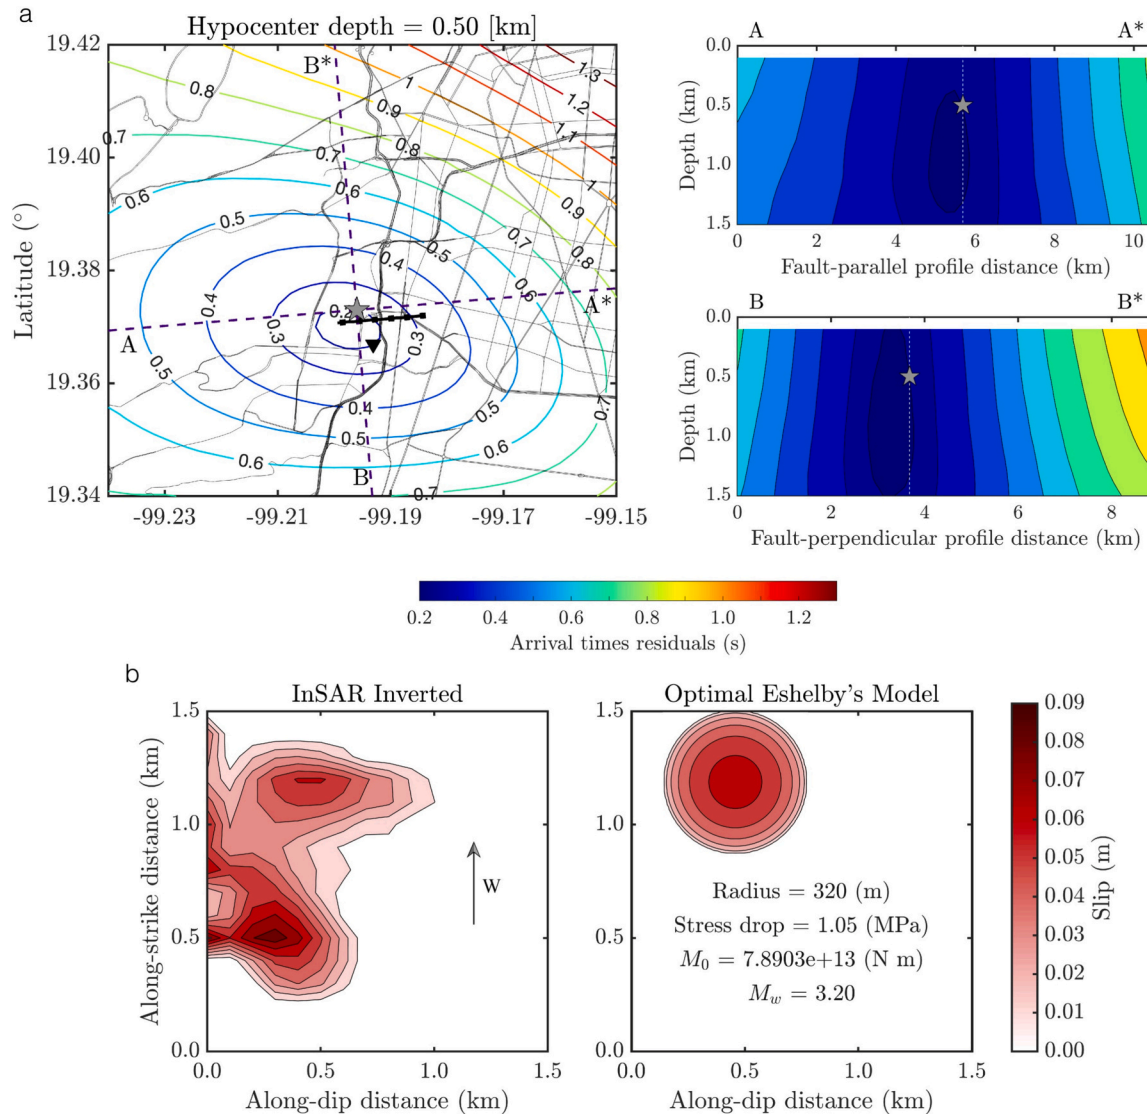 a
Hypocenter depth = 0.50 [km]
19.42
19.40
19.38
19.36
19.34
Latitude (°)
-99.23
-99.21
-99.19
-99.17
-99.15
B*
A*
A
B
0.8
0.7
0.6
0.5
0.4
0.3
0.2
0.5
0.6
0.7
0.8
0.9
1
1.1
1.2
1.3
0.6
0.5
0.4
0.3
0.4
0.5
0.6
0.7
0.8
0.9
1
0.7
0.6
0.5
0.4
0.5
0.6
0.7
0.7
A
A*
0.0
0.5
1.0
1.5
Depth (km)
0 2 4 6 8 10
Fault-parallel profile distance (km)
B
B*
0.0
0.5
1.0
1.5
Depth (km)
0 2 4 6 8
Fault-perpendicular profile distance (km)
0.2 0.4 0.6 0.8 1.0 1.2
Arrival times residuals (s)
b
InSAR Inverted
1.5
1.0
0.5
0.0
Along-strike distance (km)
0.0 0.5 1.0 1.5
Along-dip distance (km)
W
Optimal Eshelby's Model
1.5
1.0
0.5
0.0
Radius = 320 (m)
Stress drop = 1.05 (MPa)
M₀ = 7.8903e+13 (N m)
M_w = 3.20
0.0 0.5 1.0 1.5
Along-dip distance (km)
0.09
0.08
0.07
0.06
0.05
0.04
0.03
0.02
0.01
0.00
Slip (m)